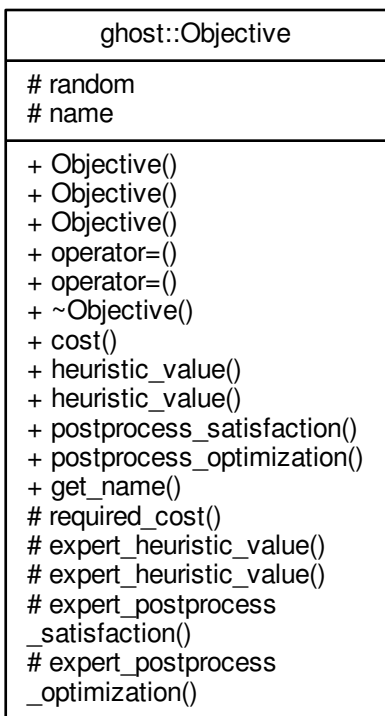 ghost::Objective
# random
# name
+ Objective()
+ Objective()
+ Objective()
+ operator=()
+ operator=()
+ ~Objective()
+ cost()
+ heuristic_value()
+ heuristic_value()
+ postprocess_satisfaction()
+ postprocess_optimization()
+ get_name()
# required_cost()
# expert_heuristic_value()
# expert_heuristic_value()
# expert_postprocess
_satisfaction()
# expert_postprocess
_optimization()